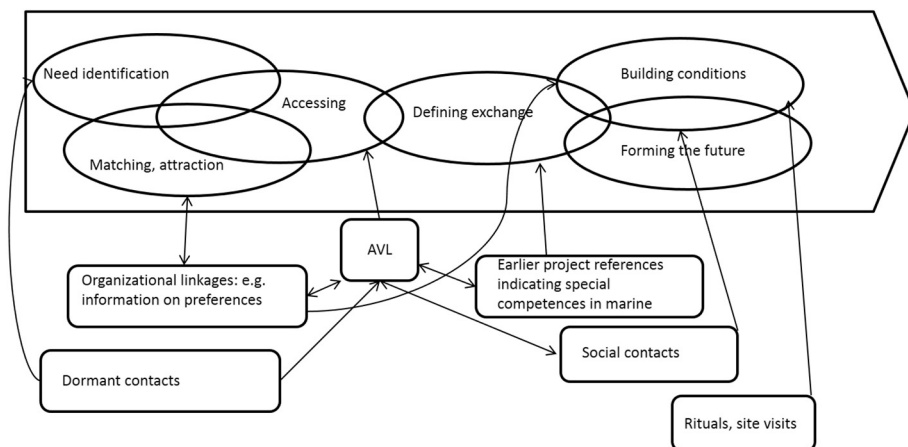 Need identification
Building conditions
Accessing
Defining exchange
Matching, attraction
Forming the future
AVL
Organizational linkages: e.g.
information on preferences
Earlier project references
indicating special
competences in marine
Social contacts
Dormant contacts
Rituals, site visits